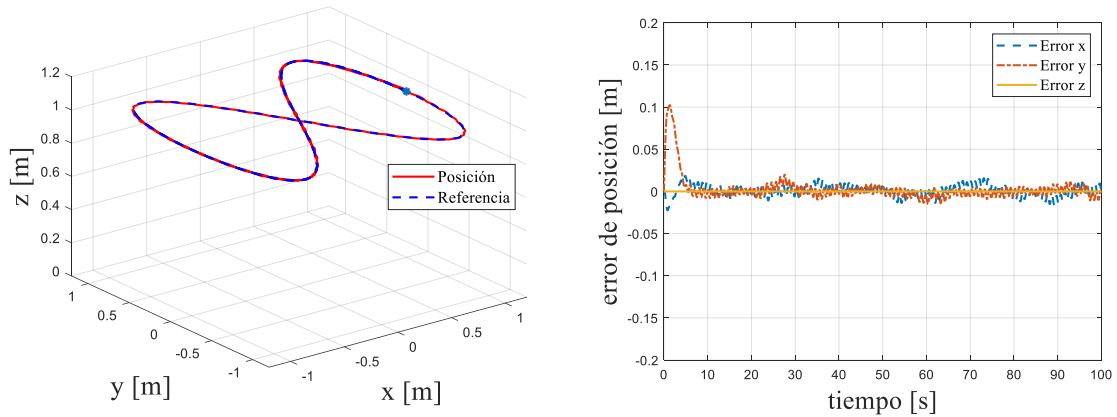 1.2
1
0.8
0.6
0.4
0.2
0
z [m]
1
0.5
0
-0.5
-1
y [m]
-1
-0.5
0
0.5
1
x [m]
Posición
Referencia
0.2
0.15
0.1
0.05
0
-0.05
-0.1
-0.15
-0.2
error de posición [m]
Error x
Error y
Error z
0 10 20 30 40 50 60 70 80 90 100
tiempo [s]